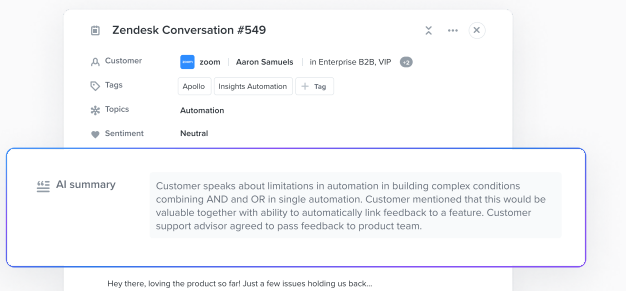 Zendesk Conversation #549
Customer zoom zoom Aaron Samuels in Enterprise B2B, VIP +2
Tags Apollo Insights Automation + Tag
Topics Automation
Sentiment Neutral
AI summary
Customer speaks about limitations in automation in building complex conditions
combining AND and OR in single automation. Customer mentioned that this would be
valuable together with ability to automatically link feedback to a feature. Customer
support advisor agreed to pass feedback to product team.
Hey there, loving the product so far! Just a few issues holding us back...